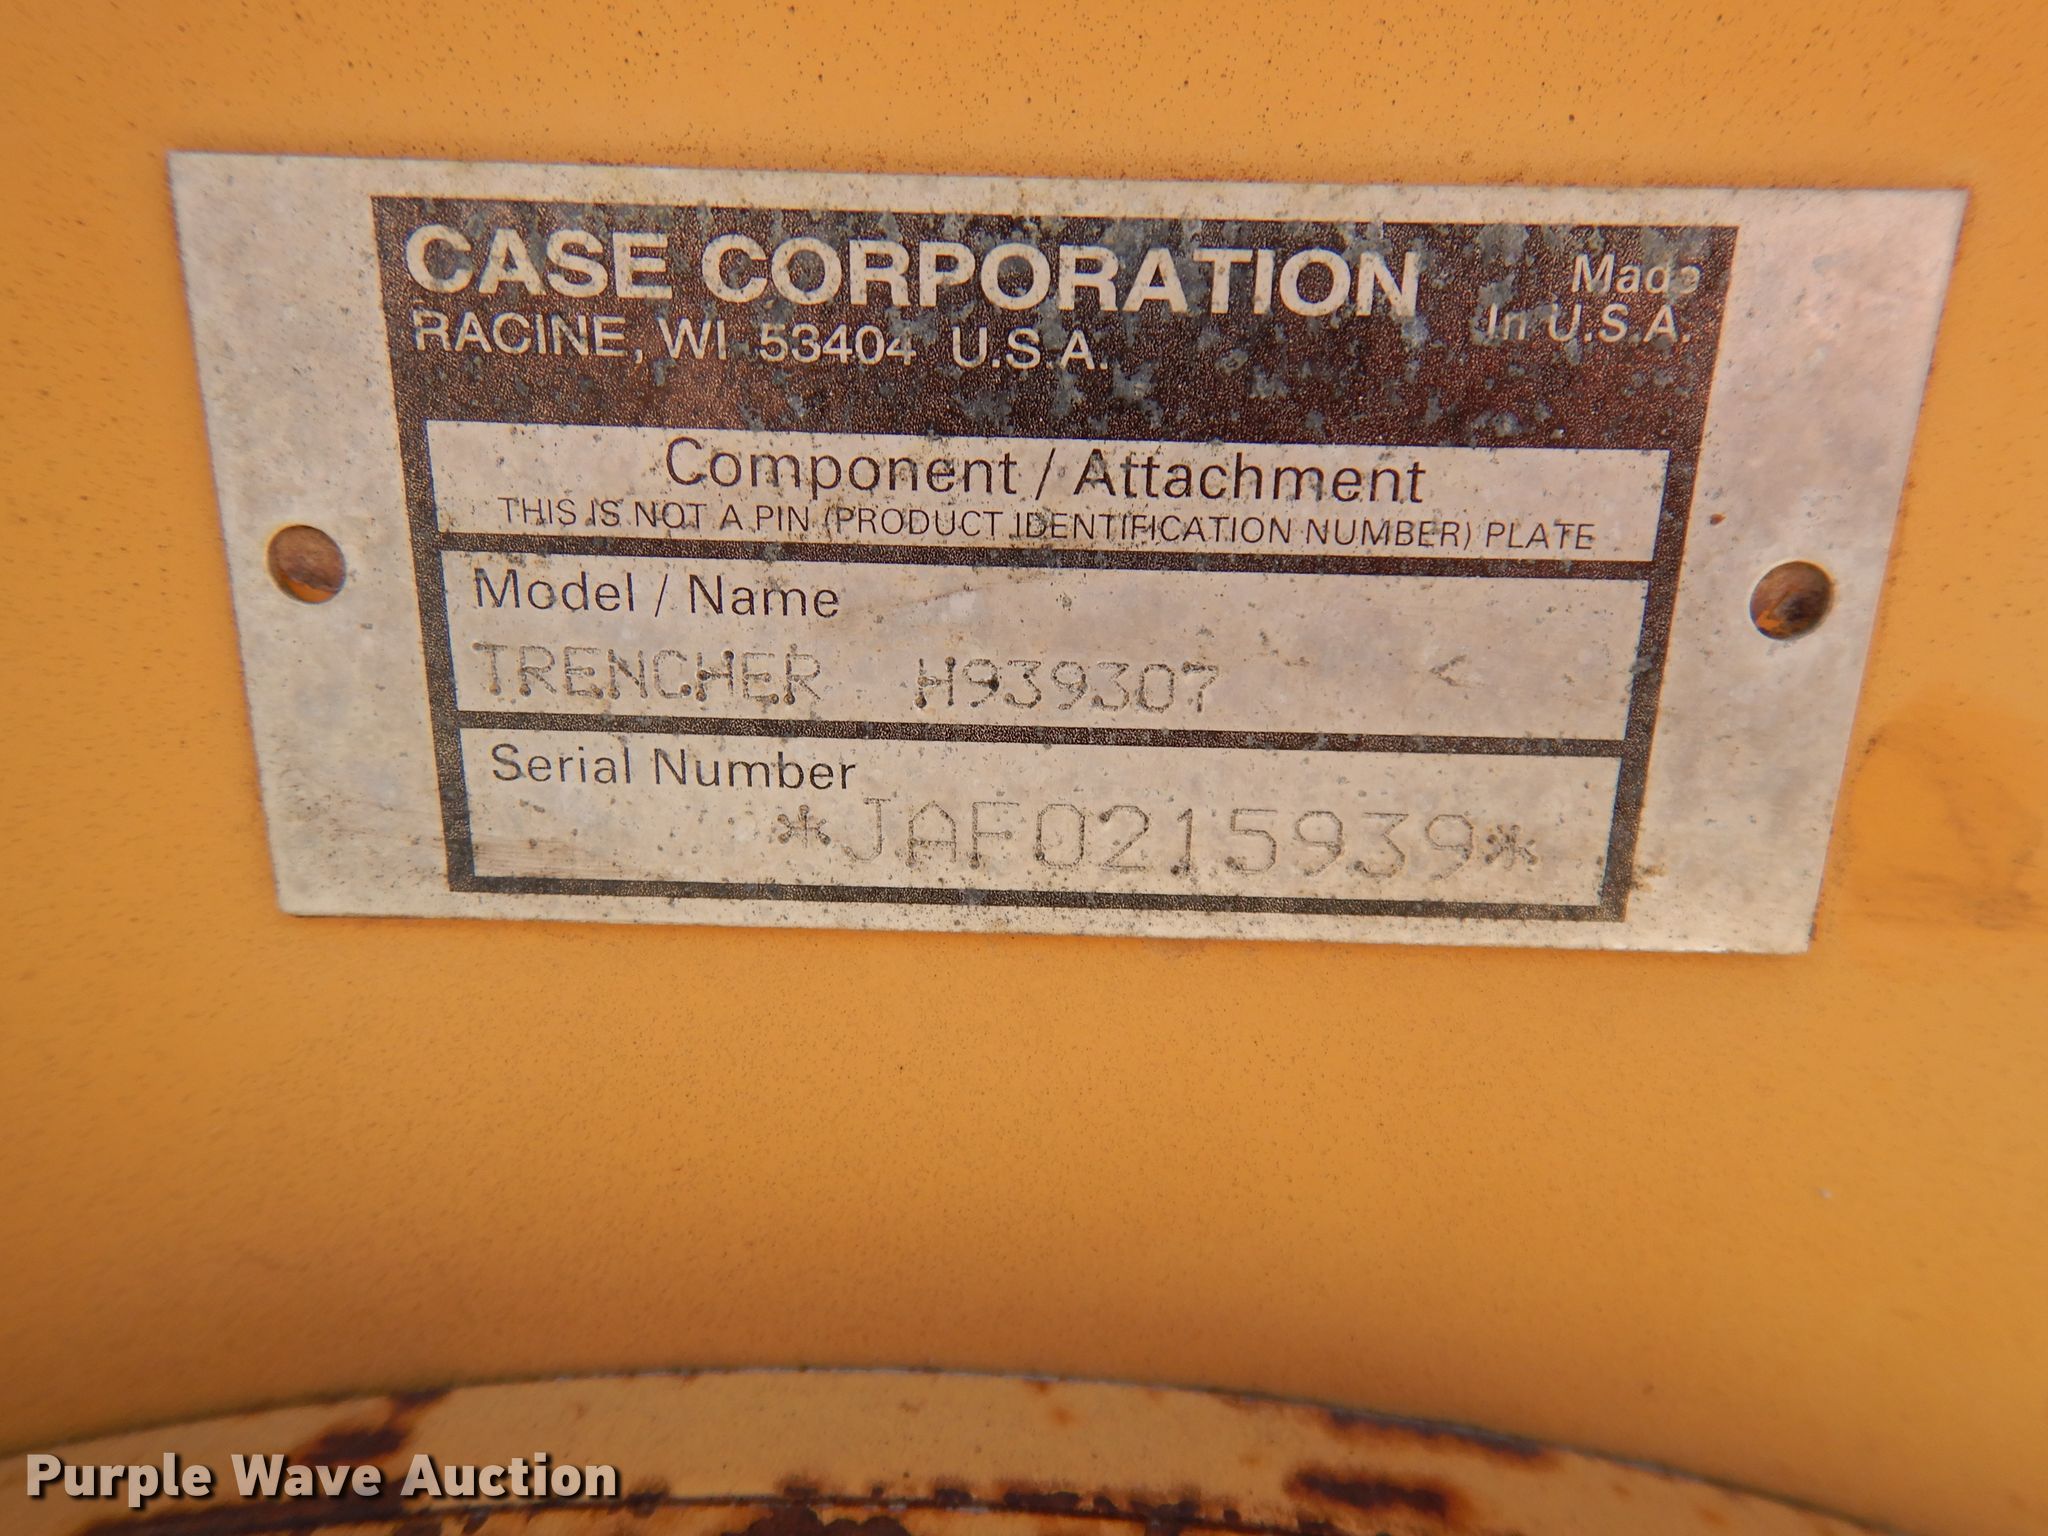 CASE CORPORATION
Made
In U.S.A.
RACINE, WI 53404 U.S.A.
Component / Attachment
THIS IS NOT A PIN (PRODUCT IDENTIFICATION NUMBER) PLATE
Model / Name
TRENCHER H939307 <
Serial Number
*JAF0215939*
Purple Wave Auction